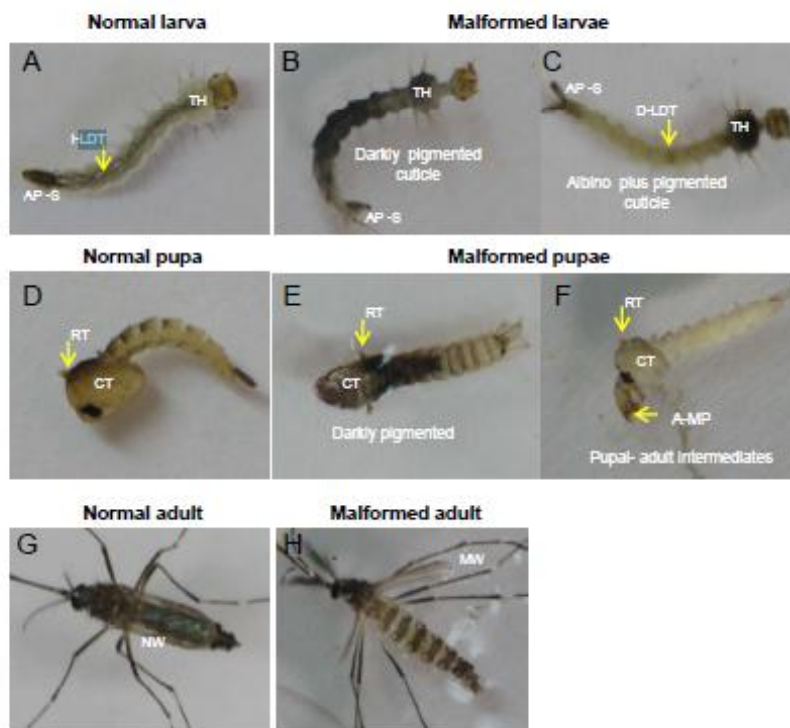 Normal larva
Malformed larvae
A
TH
I-LDT
AP -S
B
TH
Darkly pigmented
cuticle
AP -S
C
AP -S
D-LDT
TH
Albino plus pigmented
cuticle
Normal pupa
Malformed pupae
D
RT
CT
E
RT
CT
Darkly pigmented
F
RT
CT
A-MP
Pupal- adult intermediates
Normal adult
Malformed adult
G
NW
H
MW